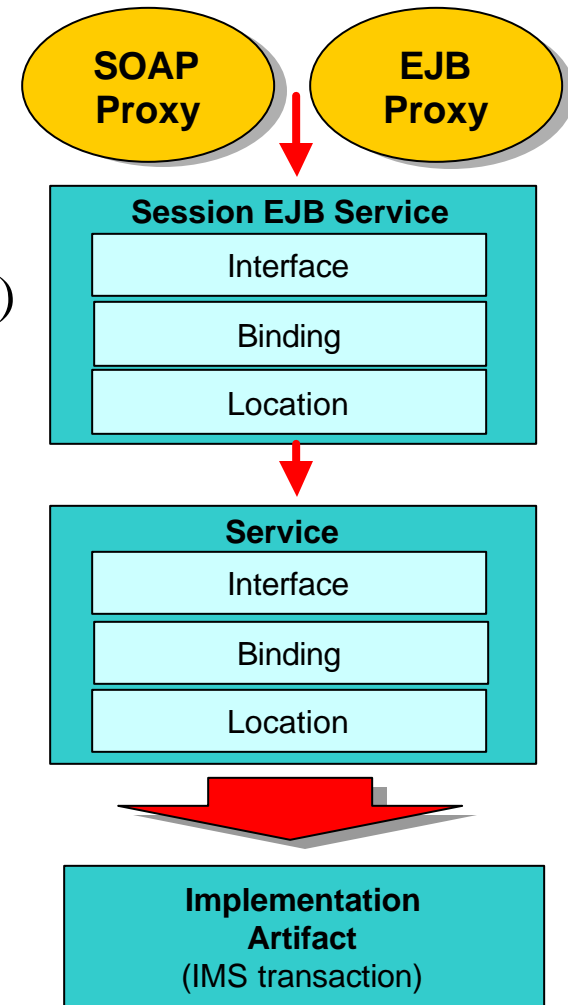 SOAP
Proxy
EJB
Proxy
Session EJB Service
Interface
)
Binding
Location
Service
Interface
Binding
Location
Implementation
Artifact
(IMS transaction)